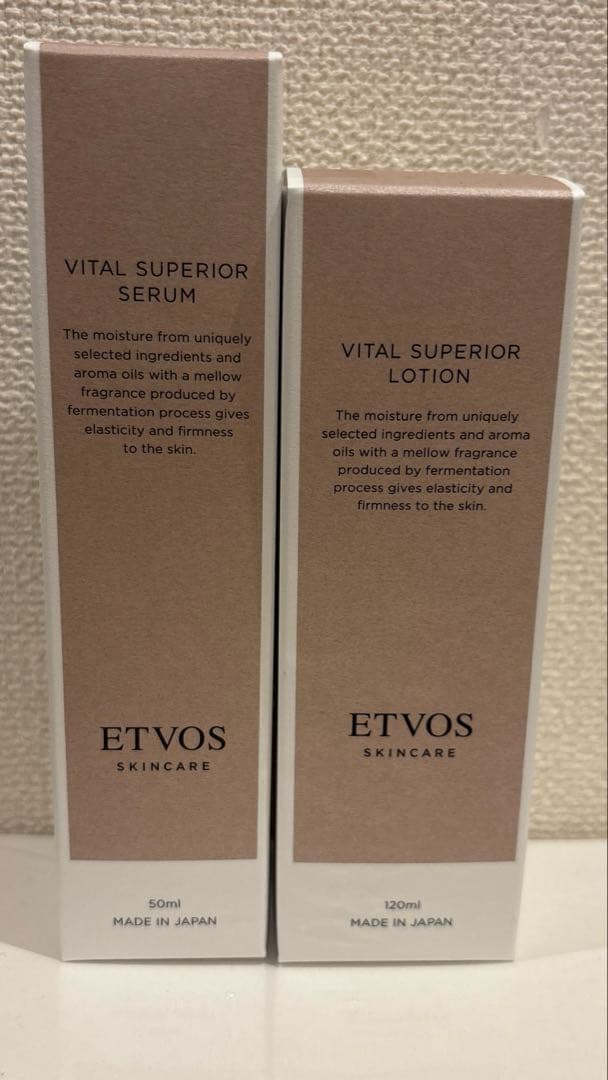 VITAL SUPERIOR
SERUM
The moisture from uniquely
selected ingredients and
aroma oils with a mellow
fragrance produced by
fermentation process gives
elasticity and firmness
to the skin.
ETVOS
SKINCARE
50ml
MADE IN JAPAN
VITAL SUPERIOR
LOTION
The moisture from uniquely
selected ingredients and aroma
oils with a mellow fragrance
produced by fermentation
process gives elasticity and
firmness to the skin.
ETVOS
SKINCARE
120ml
MADE IN JAPAN